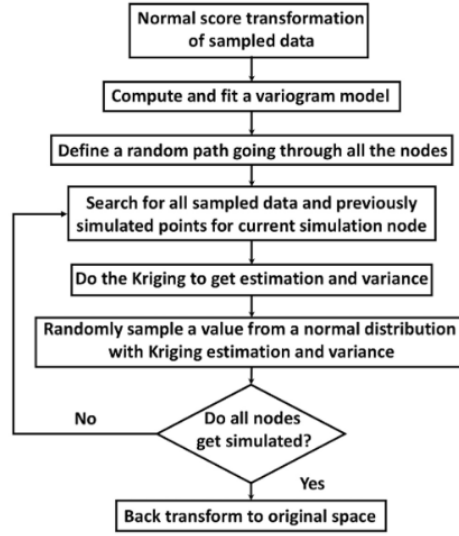 Normal score transformation
of sampled data
Compute and fit a variogram model
Define a random path going through all the nodes
Search for all sampled data and previously
simulated points for current simulation node
Do the Kriging to get estimation and variance
Randomly sample a value from a normal distribution
with Kriging estimation and variance
No
Do all nodes
get simulated?
Yes
Back transform to original space